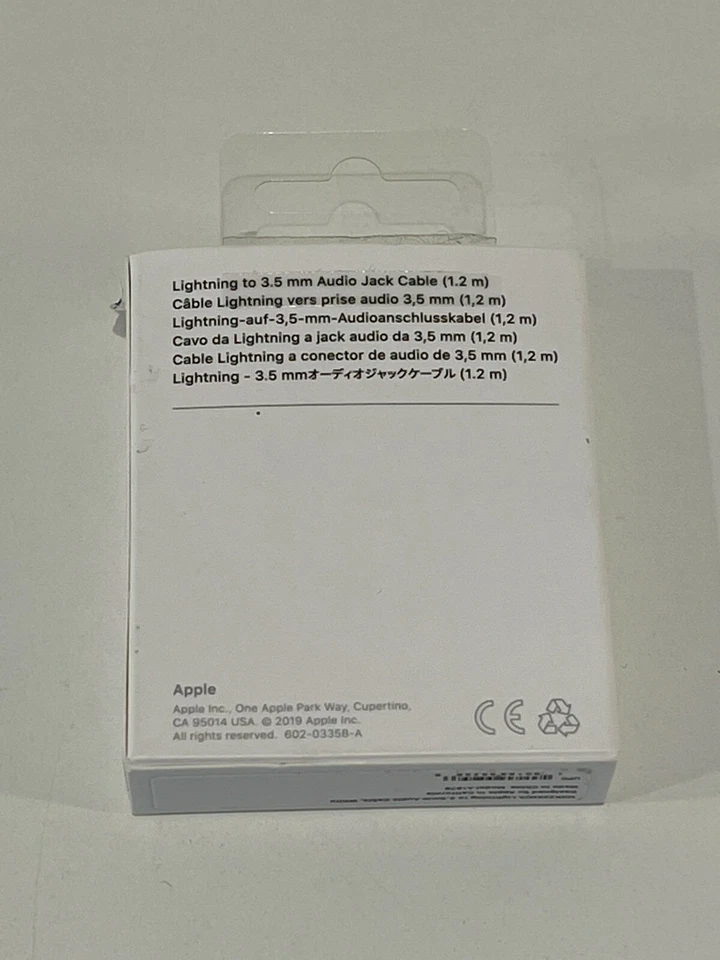 Lightning to 3.5 mm Audio Jack Cable (1.2 m)
Câble Lightning vers prise audio 3,5 mm (1,2 m)
Lightning-auf-3,5-mm-Audioanschlusskabel (1,2 m)
Cavo da Lightning a jack audio da 3,5 mm (1,2 m)
Cable Lightning a conector de audio de 3,5 mm (1,2 m)
Lightning - 3.5 mmオーディオジャックケーブル (1.2 m)
Apple
Apple Inc., One Apple Park Way, Cupertino,
CA 95014 USA. © 2019 Apple Inc.
All rights reserved. 602-03358-A
CE